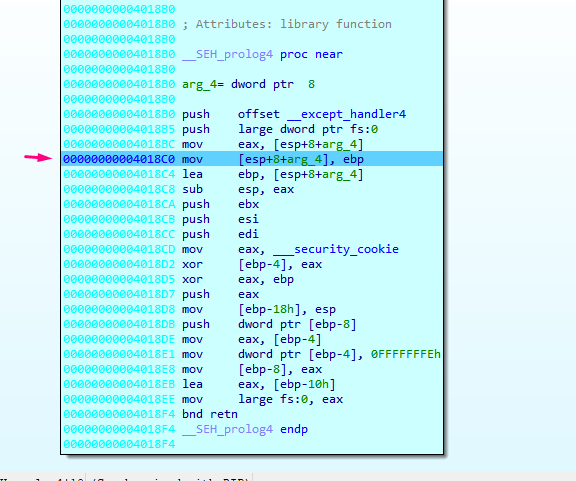 00000000004018B0
00000000004018B0 ; Attributes: library function
00000000004018B0
00000000004018B0 __SEH_prolog4 proc near
00000000004018B0
00000000004018B0 arg_4= dword ptr  8
00000000004018B0
00000000004018B0 push    offset __except_handler4
00000000004018B5 push    large dword ptr fs:0
00000000004018BC mov     eax, [esp+8+arg_4]
00000000004018C0 mov     [esp+8+arg_4], ebp
00000000004018C4 lea     ebp, [esp+8+arg_4]
00000000004018C8 sub     esp, eax
00000000004018CA push    ebx
00000000004018CB push    esi
00000000004018CC push    edi
00000000004018CD mov     eax, ___security_cookie
00000000004018D2 xor     [ebp-4], eax
00000000004018D5 xor     eax, ebp
00000000004018D7 push    eax
00000000004018D8 mov     [ebp-18h], esp
00000000004018DB push    dword ptr [ebp-8]
00000000004018DE mov     eax, [ebp-4]
00000000004018E1 mov     dword ptr [ebp-4], 0FFFFFFFEh
00000000004018E8 mov     [ebp-8], eax
00000000004018EB lea     eax, [ebp-10h]
00000000004018EE mov     large fs:0, eax
00000000004018F4 bnd retn
00000000004018F4 __SEH_prolog4 endp
00000000004018F4